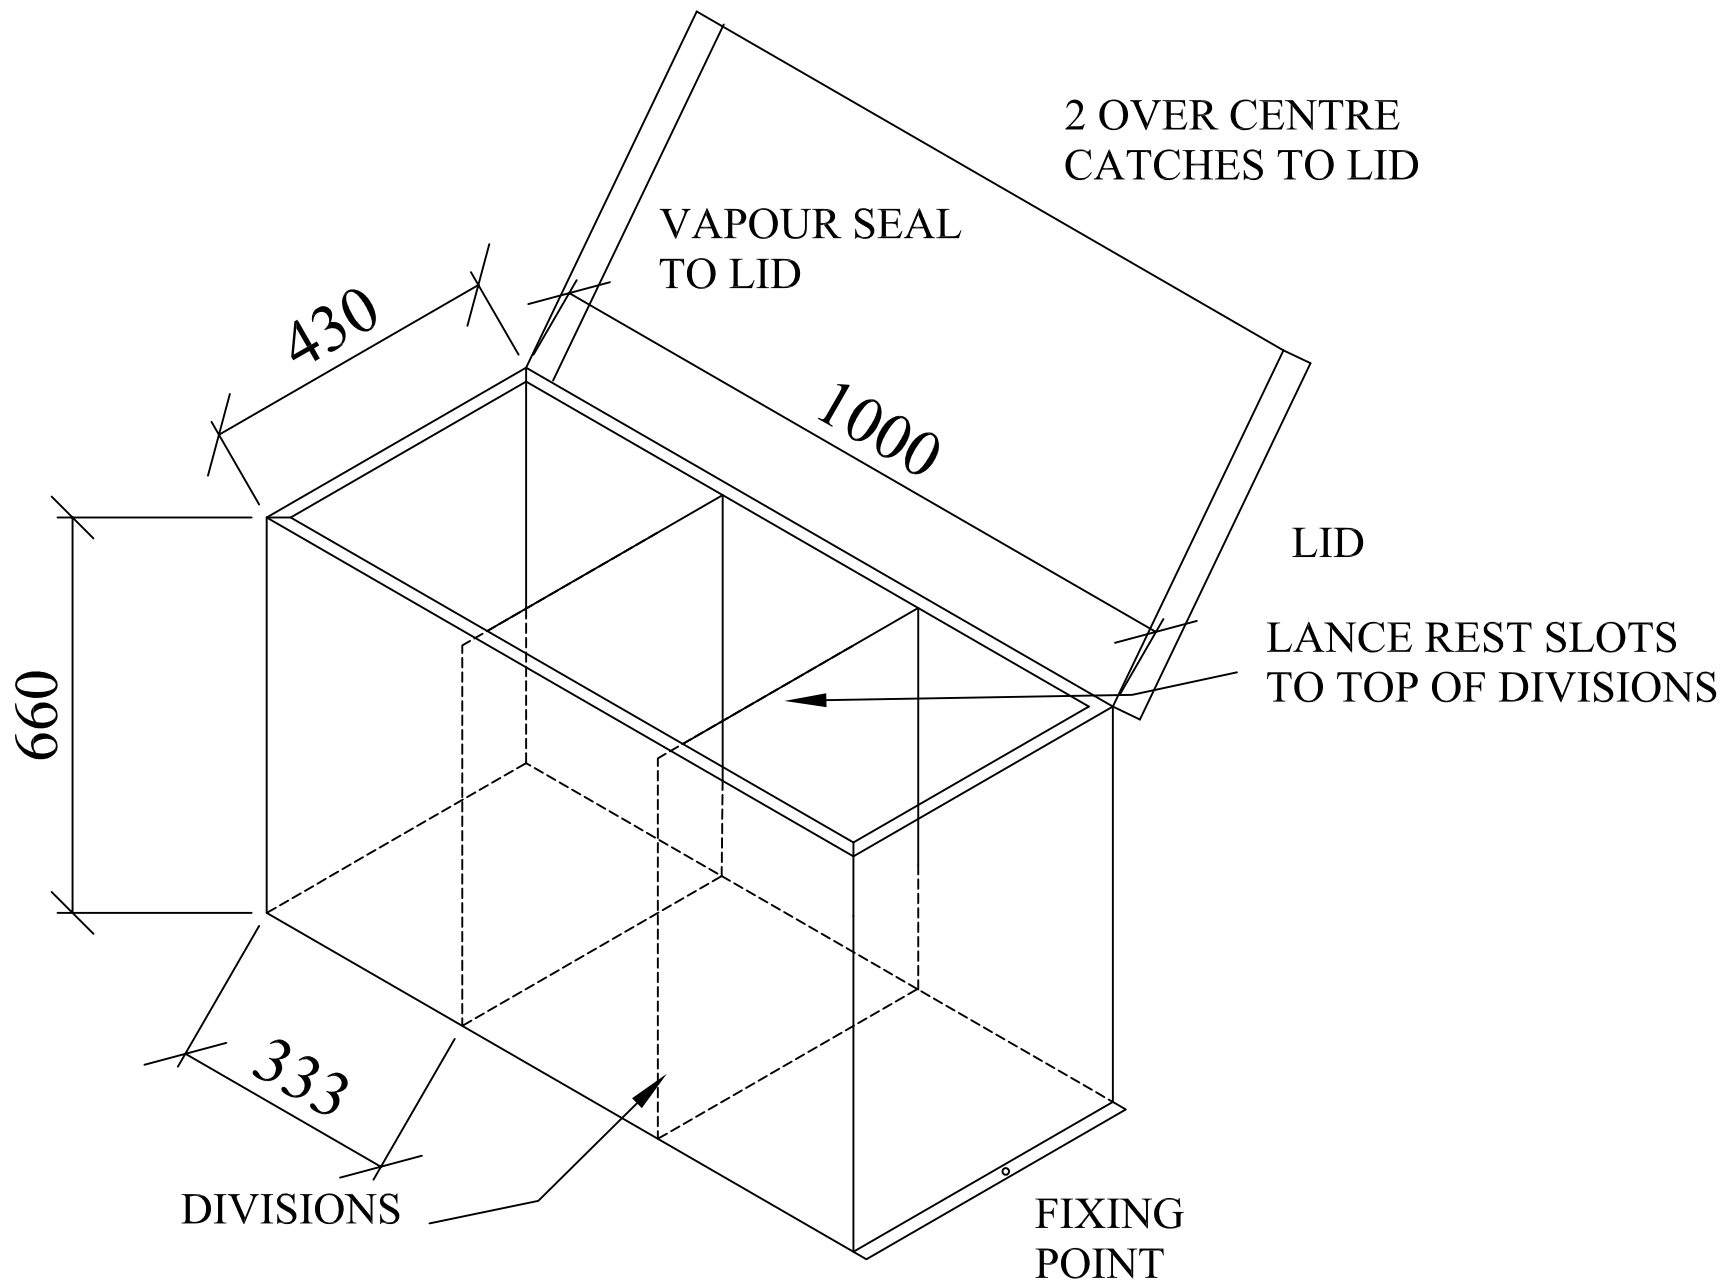 2 OVER CENTRE
CATCHES TO LID
VAPOUR SEAL
TO LID
430
1000
LID
LANCE REST SLOTS
TO TOP OF DIVISIONS
660
333
DIVISIONS
FIXING
POINT